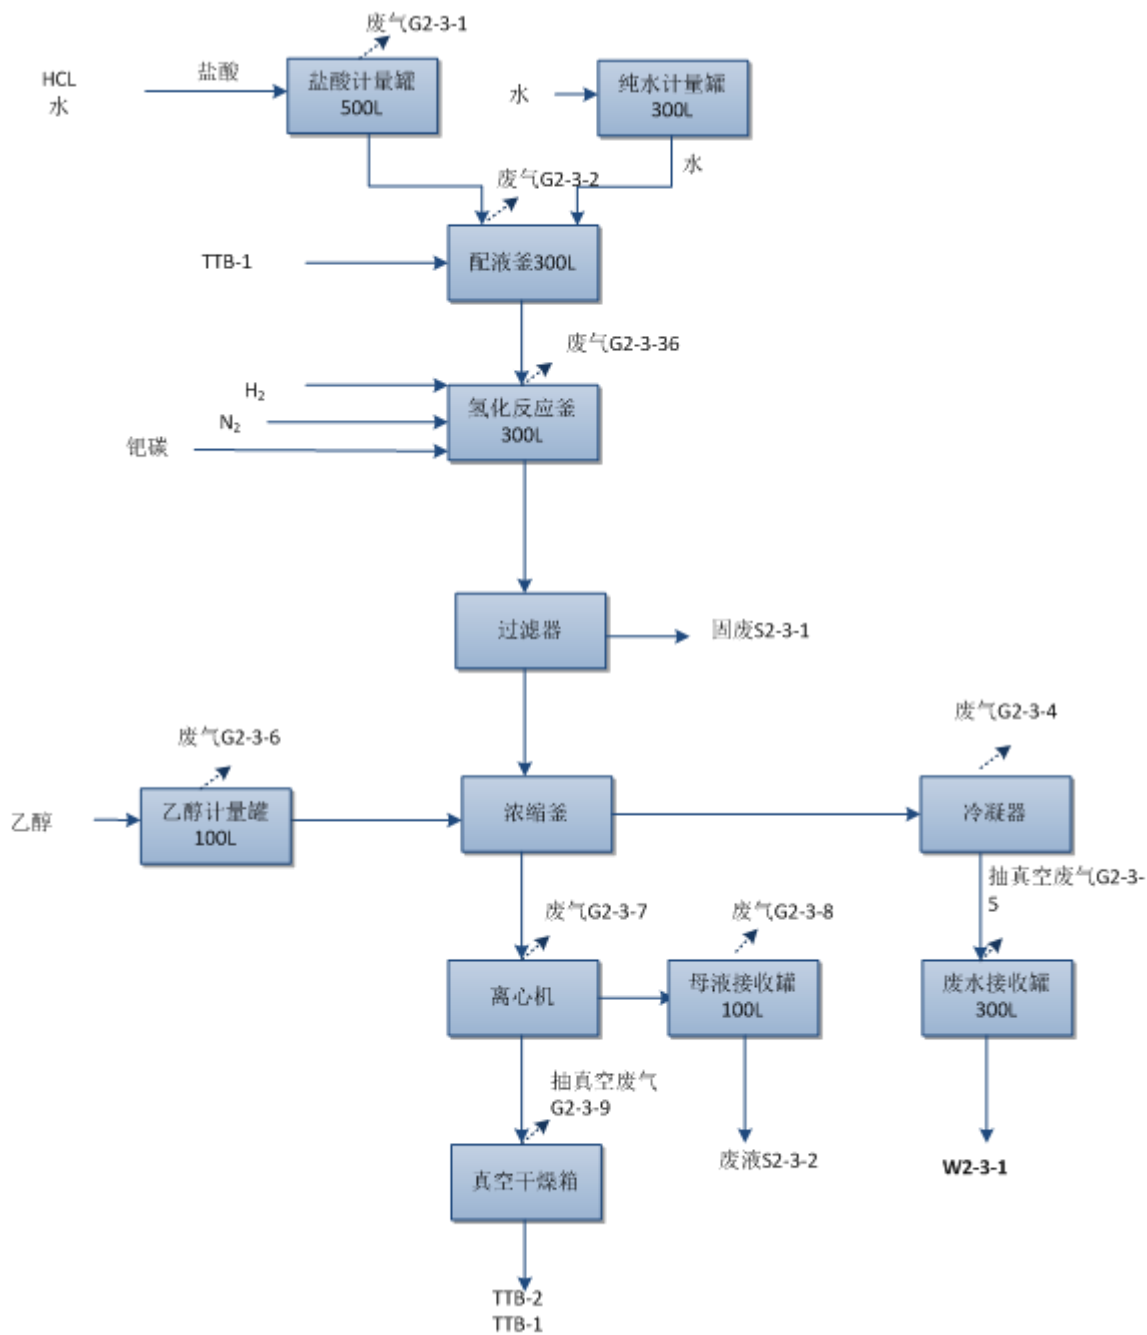 废气G2-3-1
HCL
水
盐酸
盐酸计量罐
500L
水
纯水计量罐
300L
水
废气G2-3-2
TTB-1
配液釜300L
废气G2-3-36
H₂
N₂
钯碳
氢化反应釜
300L
过滤器
固废S2-3-1
废气G2-3-6
废气G2-3-4
乙醇
乙醇计量罐
100L
浓缩釜
冷凝器
抽真空废气G2-3-
5
废气G2-3-7
废气G2-3-8
离心机
母液接收罐
100L
废水接收罐
300L
抽真空废气
G2-3-9
废液S2-3-2
W2-3-1
真空干燥箱
TTB-2
TTB-1